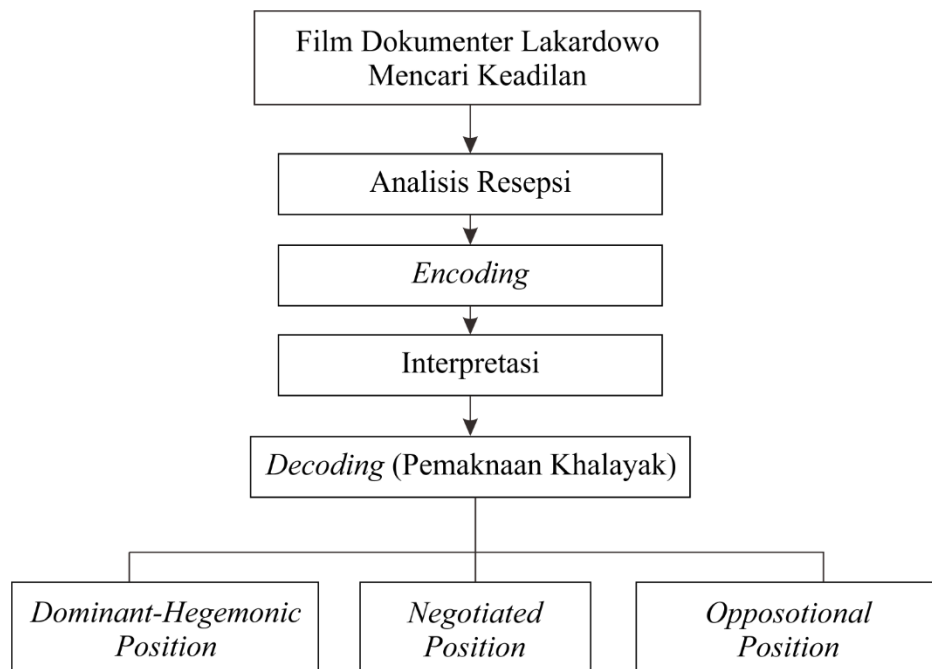 Film Dokumenter Lakardowo
Mencari Keadilan
Analisis Resepsi
Encoding
Interpretasi
Decoding (Pemaknaan Khalayak)
Dominant-Hegemonic
Position
Negotiated
Position
Opposotional
Position